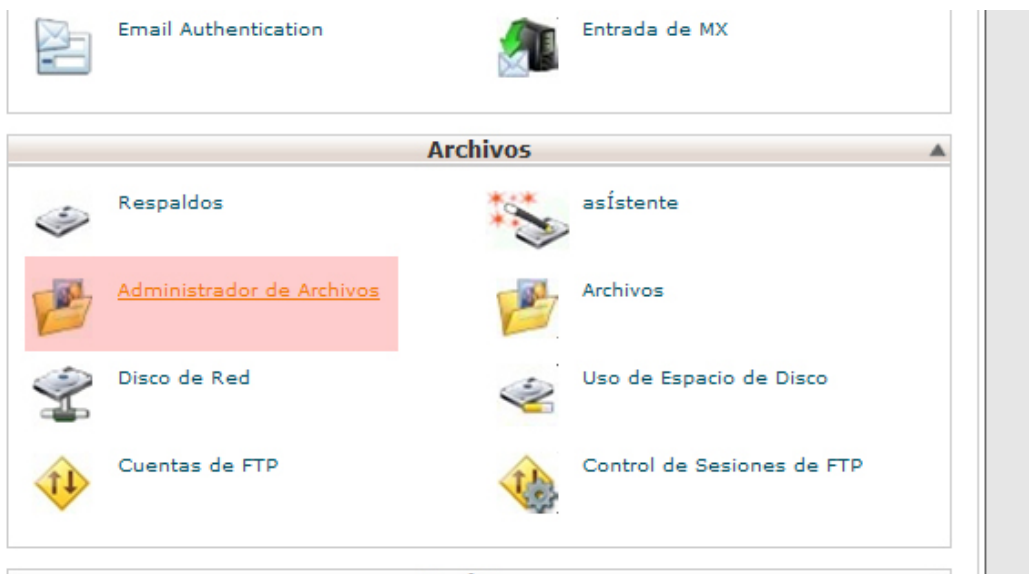 Email Authentication
Entrada de MX
Archivos
Respaldos
asÍstente
Administrador de Archivos
Archivos
Disco de Red
Uso de Espacio de Disco
Cuentas de FTP
Control de Sesiones de FTP